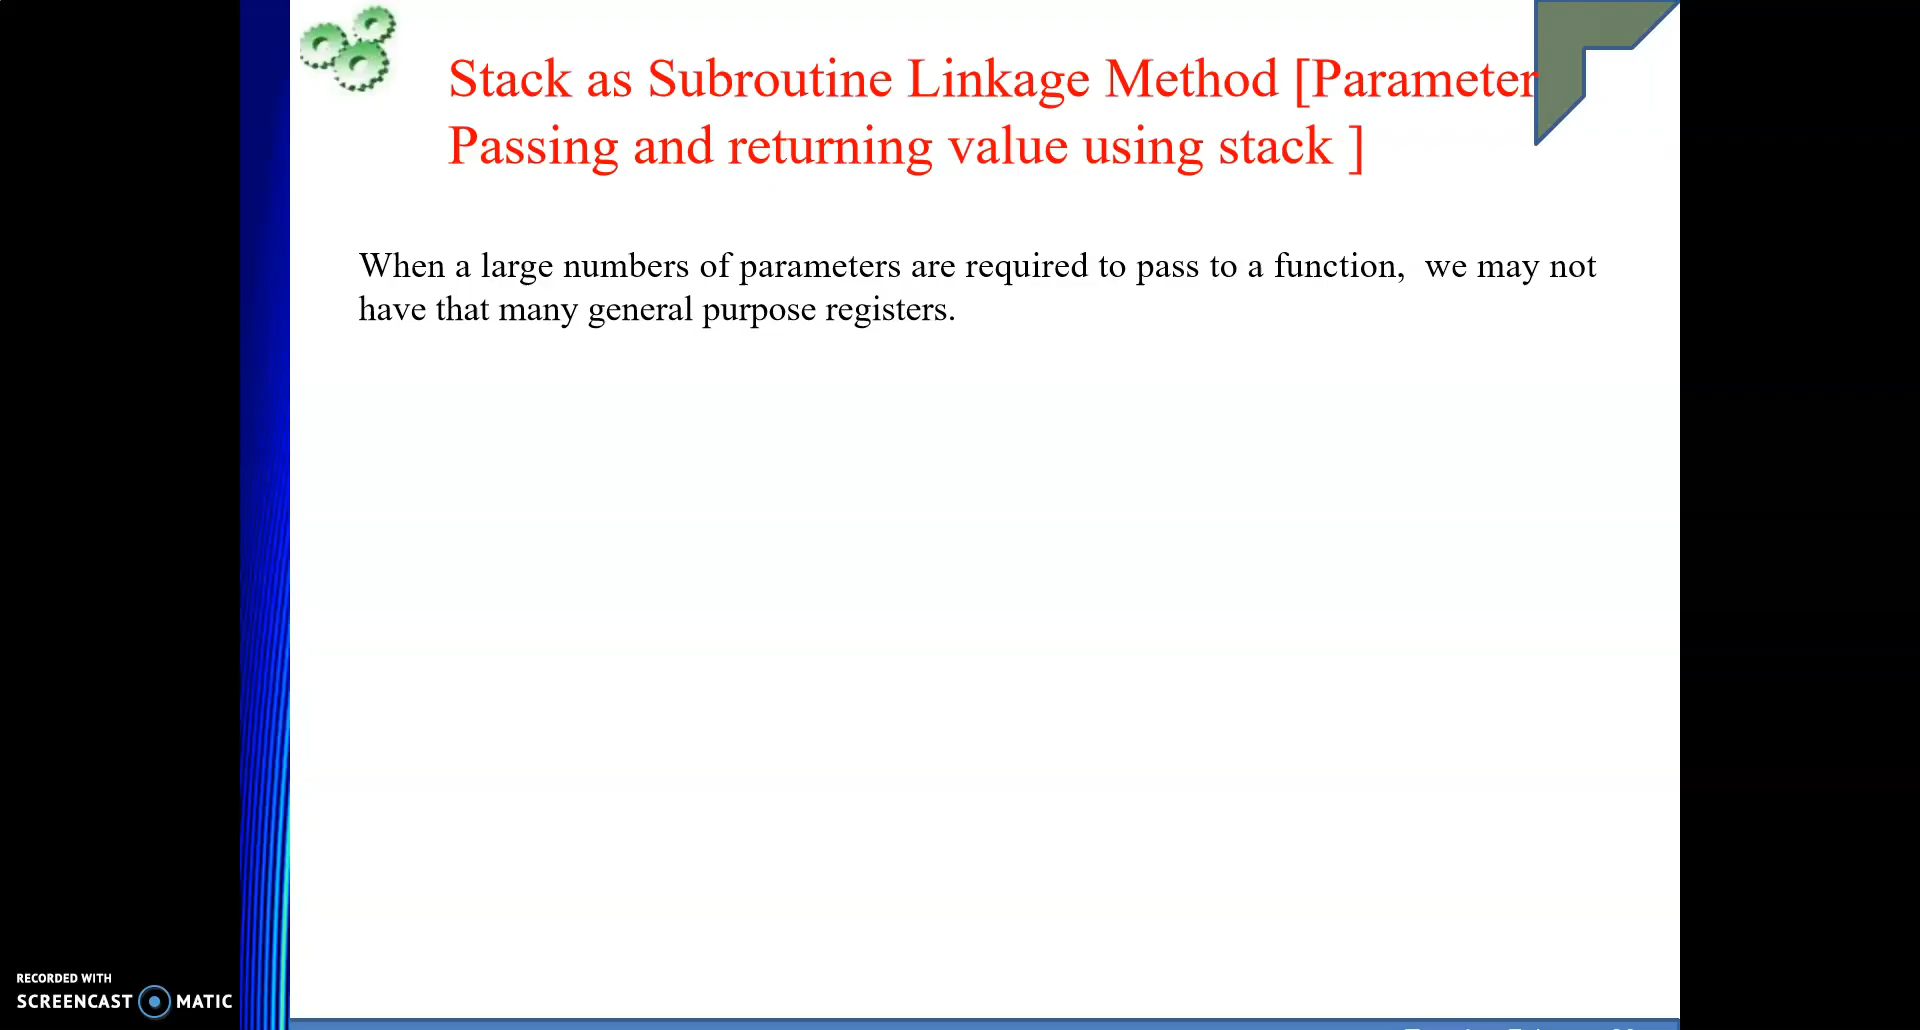 Stack as Subroutine Linkage Method [Parameter
Passing and returning value using stack ]
When a large numbers of parameters are required to pass to a function, we may not
have that many general purpose registers.
RECORDED WITH
SCREENCAST MATIC